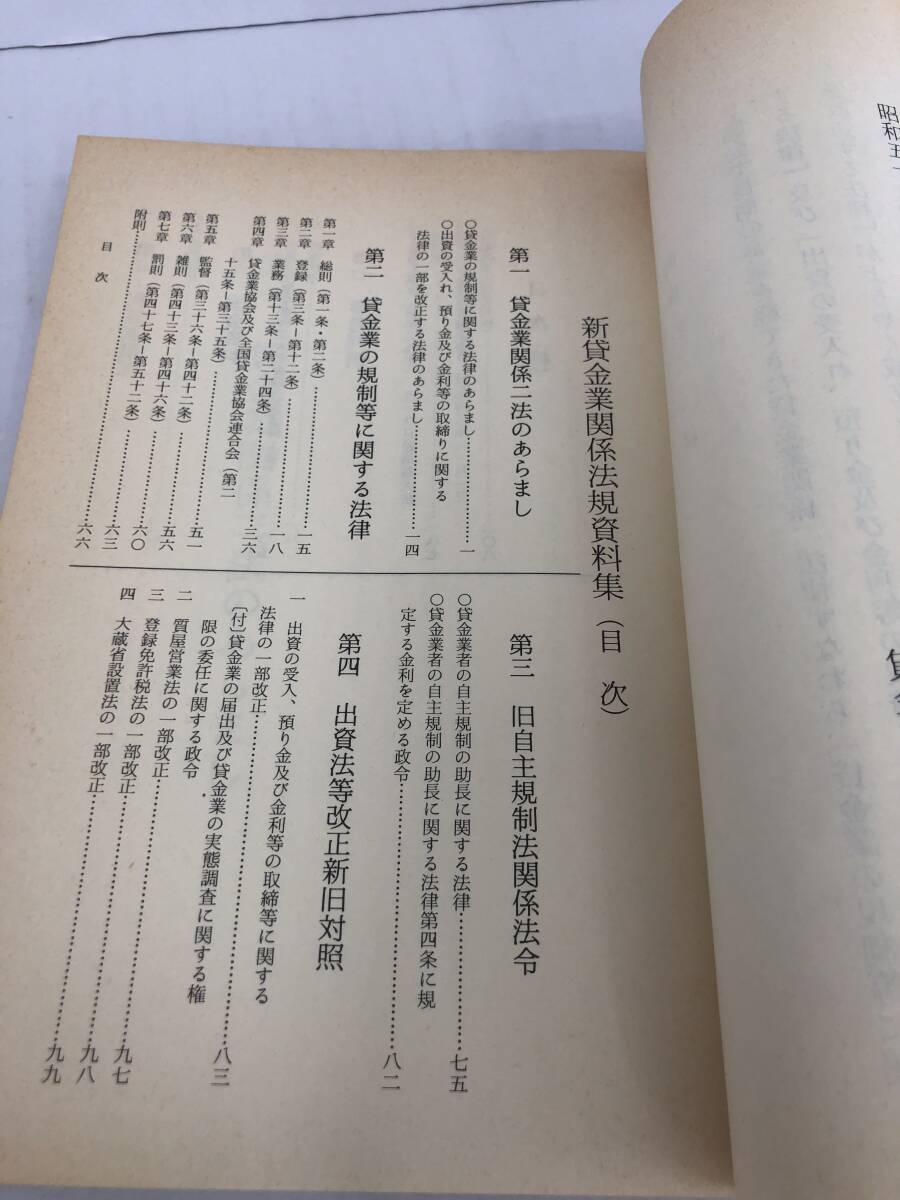 昭和五
新貸金業関係法規資料集(目 次)
第一 貸金業関係二法のあらまし
○貸金業の規制等に関する法律のあらまし……………一
○出資の受入れ、預り金及び金利等の取締りに関する
法律の一部を改正する法律のあらまし……………一四
第二 貸金業の規制等に関する法律
第一章 総則(第一条・第二条)……………一五
第二章 登録(第三条−第十二条)……………一八
第三章 業務(第十三条−第二十四条)……………三六
第四章 貸金業協会及び全国貸金業協会連合会(第二
十五条−第三十五条)……………五一
第五章 監督(第三十六条−第四十二条)……………五六
第六章 雑則(第四十三条−第四十六条)……………六〇
第七章 罰則(第四十七条−第五十二条)……………六三
附則……………六六
第三 旧自主規制法関係法令
○貸金業者の自主規制の助長に関する法律……………七五
○貸金業者の自主規制の助長に関する法律第四条に規
定する金利を定める政令……………八二
第四 出資法等改正新旧対照
一 出資の受入、預り金及び金利等の取締等に関する
法律の一部改正……………八三
〔付〕貸金業の届出及び貸金業の実態調査に関する権
限の委任に関する政令
二 質屋営業法の一部改正……………九七
三 登録免許税法の一部改正……………九八
四 大蔵省設置法の一部改正……………九九
目 次